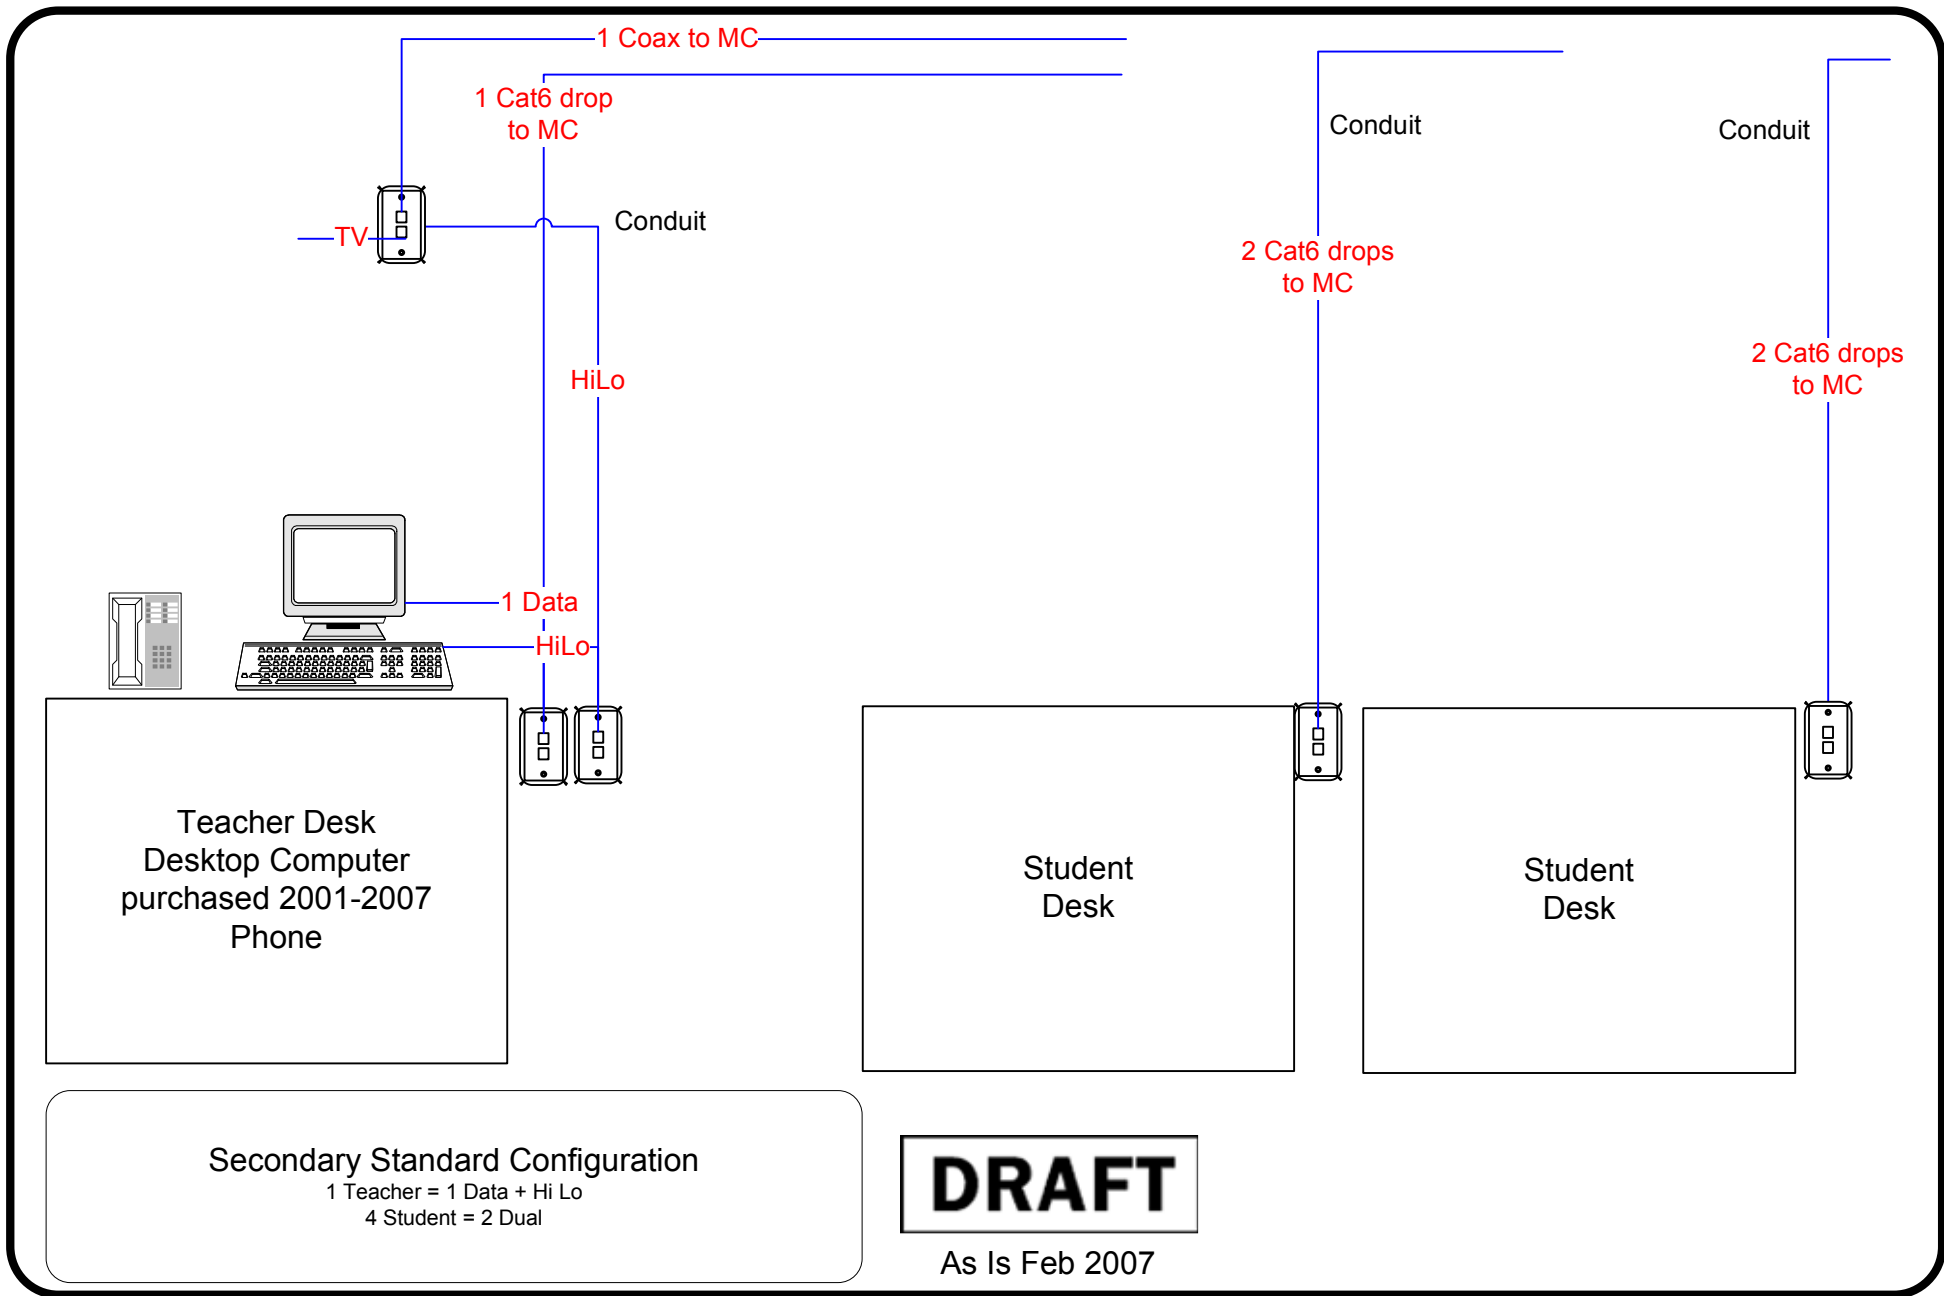 1 Coax to MC
1 Cat6 drop
to MC
Conduit
Conduit
TV
Conduit
2 Cat6 drops
to MC
2 Cat6 drops
to MC
HiLo
1 Data
HiLo
Teacher Desk
Desktop Computer
purchased 2001-2007
Phone
Student
Desk
Student
Desk
Secondary Standard Configuration
1 Teacher = 1 Data + Hi Lo
4 Student = 2 Dual
DRAFT
As Is Feb 2007